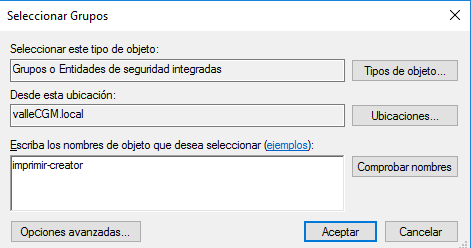 Seleccionar Grupos
Seleccionar este tipo de objeto:
Grupos o Entidades de seguridad integradas
Tipos de objeto...
Desde esta ubicación:
valleCGM.local
Ubicaciones...
Escriba los nombres de objeto que desea seleccionar (ejemplos):
imprimir-creator
Comprobar nombres
Opciones avanzadas...
Aceptar
Cancelar